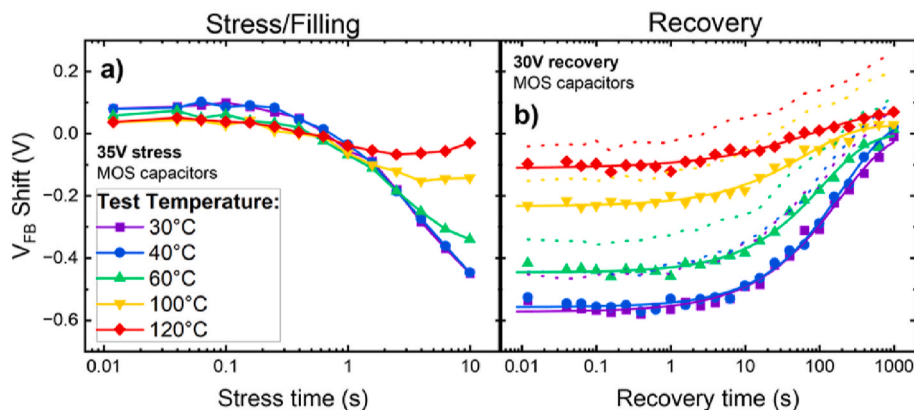 Stress/Filling
Recovery
a)
35V stress
MOS capacitors
Test Temperature:
30°C
40°C
60°C
100°C
120°C
30V recovery
MOS capacitors
b)
V_FB Shift (V)
0.2
0.0
−0.2
−0.4
−0.6
0.01 0.1 1 10
Stress time (s)
0.01 0.1 1 10 100 1000
Recovery time (s)